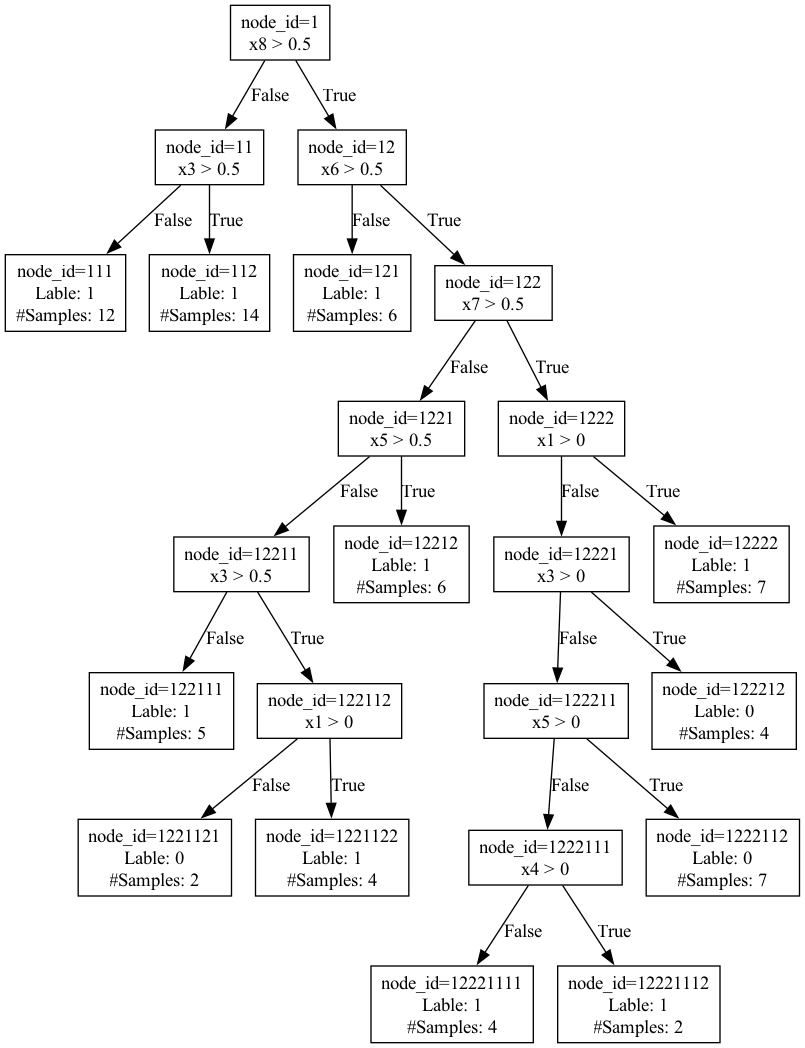 node_id=1
x8 > 0.5
False
True
node_id=11
x3 > 0.5
node_id=12
x6 > 0.5
False
True
False
True
node_id=111
Lable: 1
#Samples: 12
node_id=112
Lable: 1
#Samples: 14
node_id=121
Lable: 1
#Samples: 6
node_id=122
x7 > 0.5
False
True
node_id=1221
x5 > 0.5
node_id=1222
x1 > 0
False
True
False
True
node_id=12211
x3 > 0.5
node_id=12212
Lable: 1
#Samples: 6
node_id=12221
x3 > 0
node_id=12222
Lable: 1
#Samples: 7
False
True
False
True
node_id=122111
Lable: 1
#Samples: 5
node_id=122112
x1 > 0
node_id=122211
x5 > 0
node_id=122212
Lable: 0
#Samples: 4
False
True
False
True
node_id=1221121
Lable: 0
#Samples: 2
node_id=1221122
Lable: 1
#Samples: 4
node_id=1222111
x4 > 0
node_id=1222112
Lable: 0
#Samples: 7
False
True
node_id=12221111
Lable: 1
#Samples: 4
node_id=12221112
Lable: 1
#Samples: 2